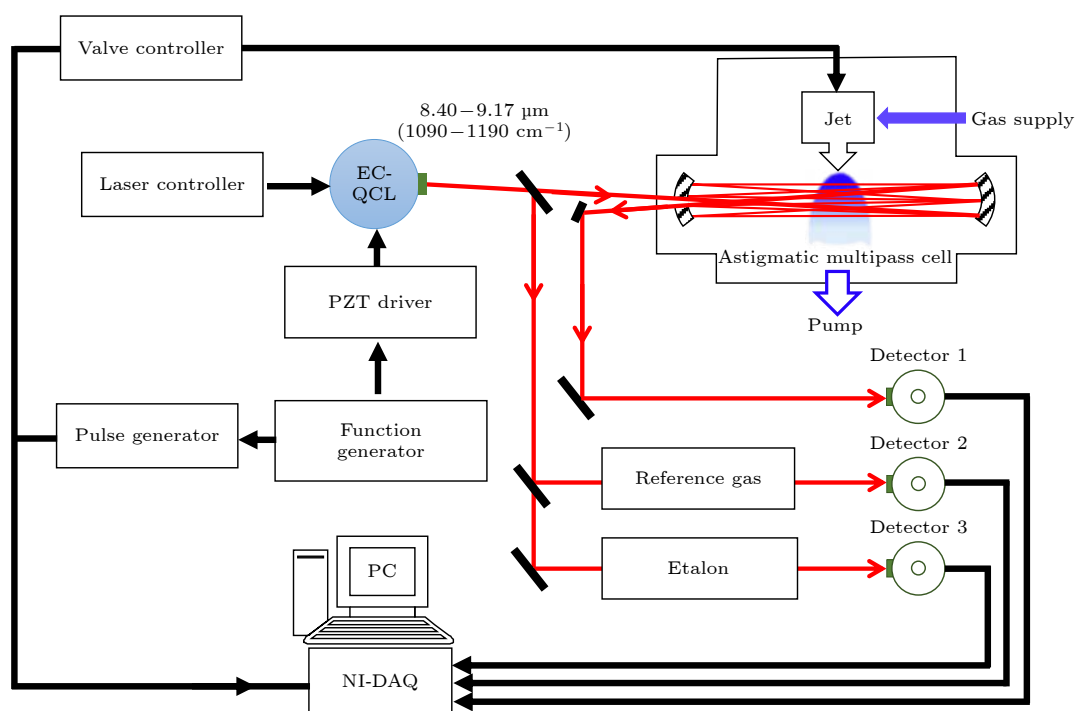 Valve controller
8.40−9.17 µm
(1090−1190 cm⁻¹)
Jet
Gas supply
Laser controller
EC-
QCL
Astigmatic multipass cell
PZT driver
Pump
Detector 1
Pulse generator
Function
generator
Detector 2
Reference gas
Detector 3
Etalon
PC
NI-DAQ